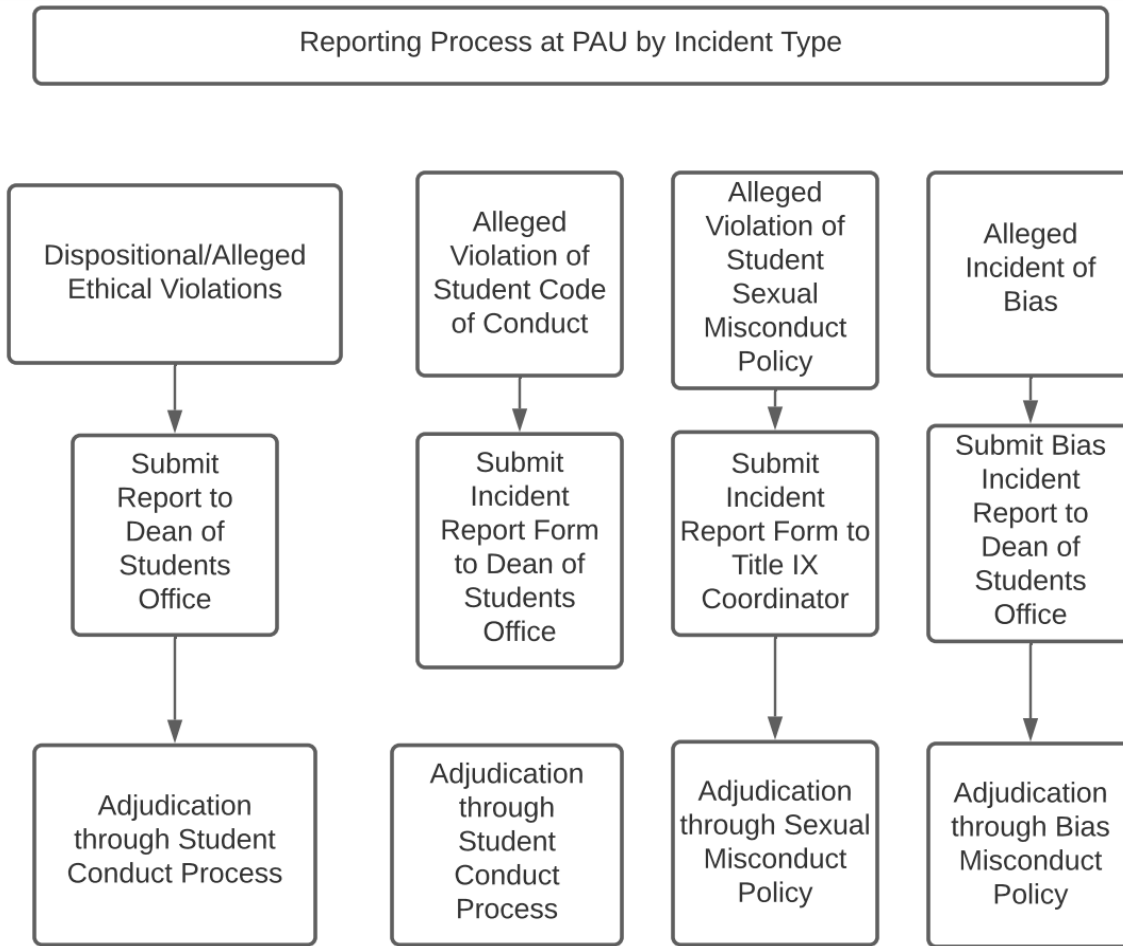 Reporting Process at PAU by Incident Type
Dispositional/Alleged
Ethical Violations
Alleged
Violation of
Student Code
of Conduct
Alleged
Violation of
Student
Sexual
Misconduct
Policy
Alleged
Incident of
Bias
Submit
Report to
Dean of
Students
Office
Submit
Incident
Report Form
to Dean of
Students
Office
Submit
Incident
Report Form to
Title IX
Coordinator
Submit Bias
Incident
Report to
Dean of
Students
Office
Adjudication
through Student
Conduct Process
Adjudication
through
Student
Conduct
Process
Adjudication
through Sexual
Misconduct
Policy
Adjudication
through Bias
Misconduct
Policy